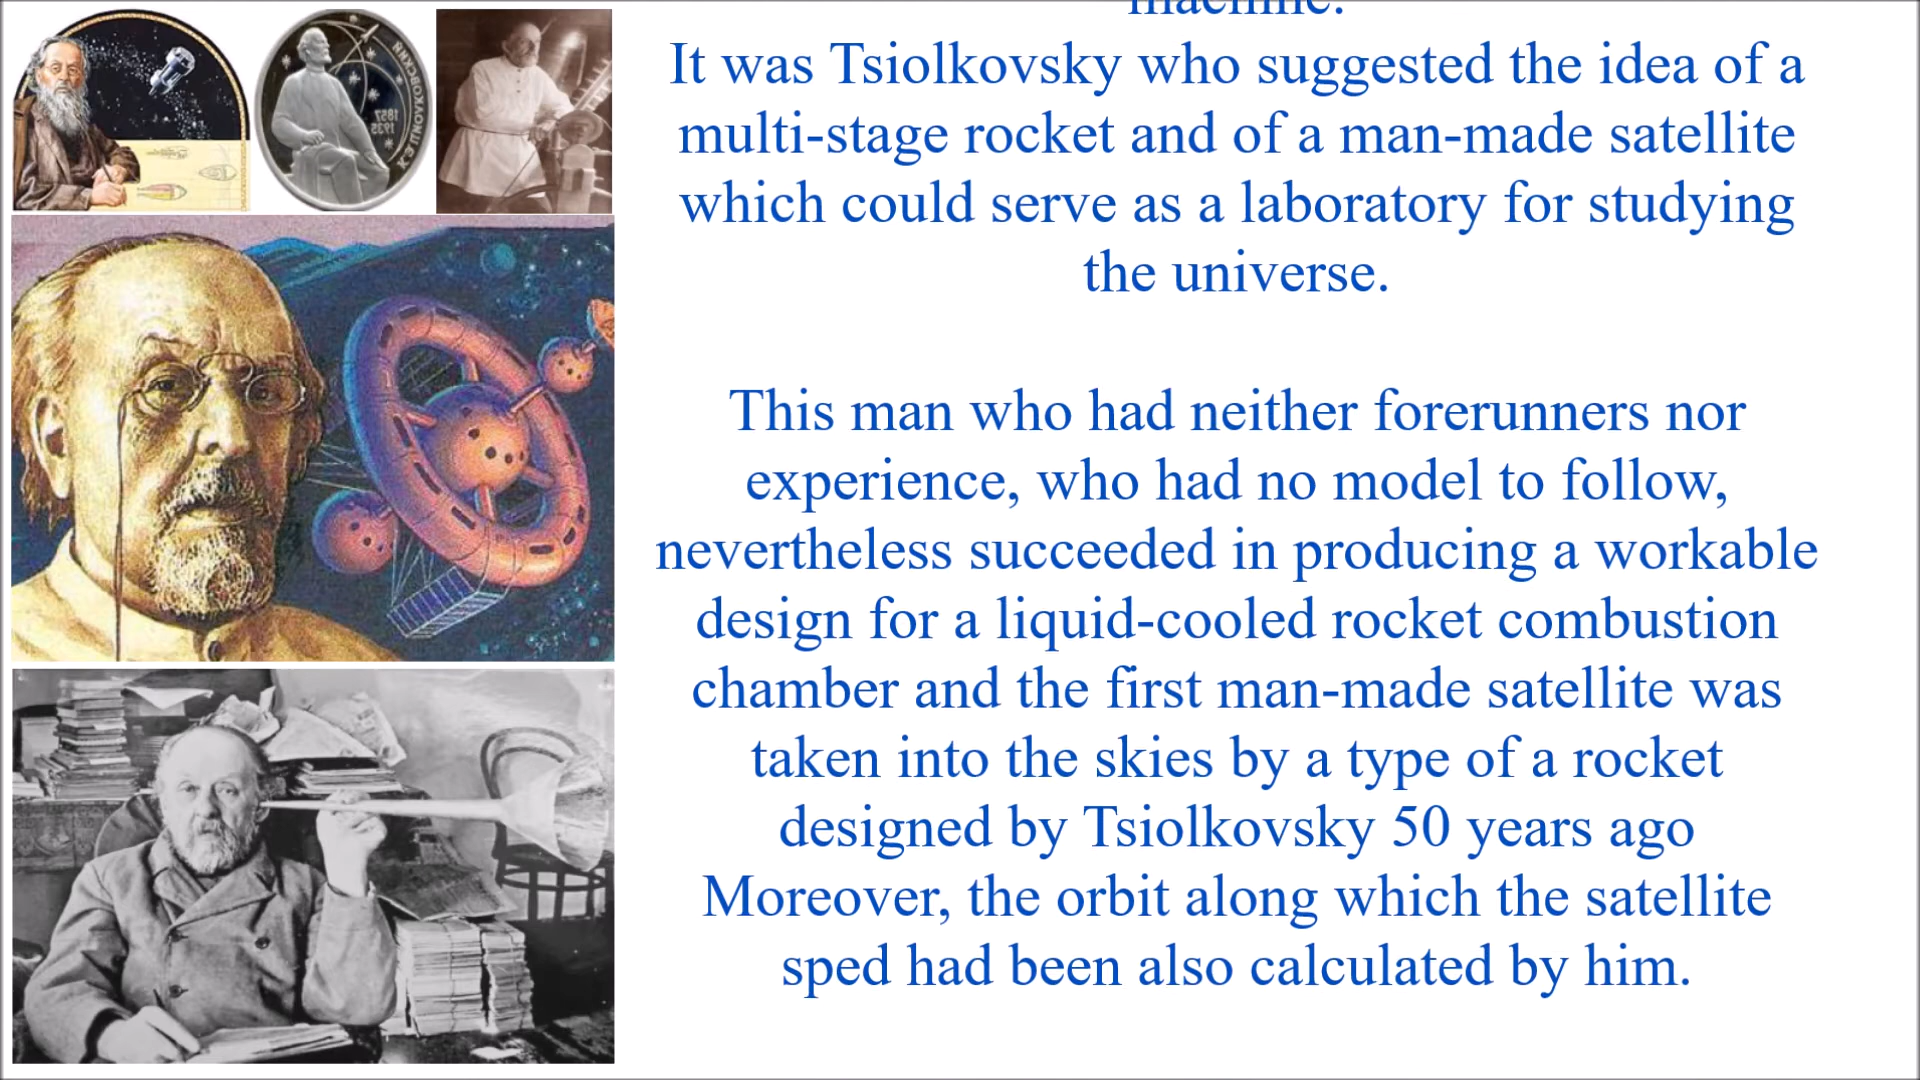 machine.
It was Tsiolkovsky who suggested the idea of a
multi-stage rocket and of a man-made satellite
which could serve as a laboratory for studying
the universe.
This man who had neither forerunners nor
experience, who had no model to follow,
nevertheless succeeded in producing a workable
design for a liquid-cooled rocket combustion
chamber and the first man-made satellite was
taken into the skies by a type of a rocket
designed by Tsiolkovsky 50 years ago
Moreover, the orbit along which the satellite
sped had been also calculated by him.
1857
1935
К Э ЦИОЛКОВСКИЙ